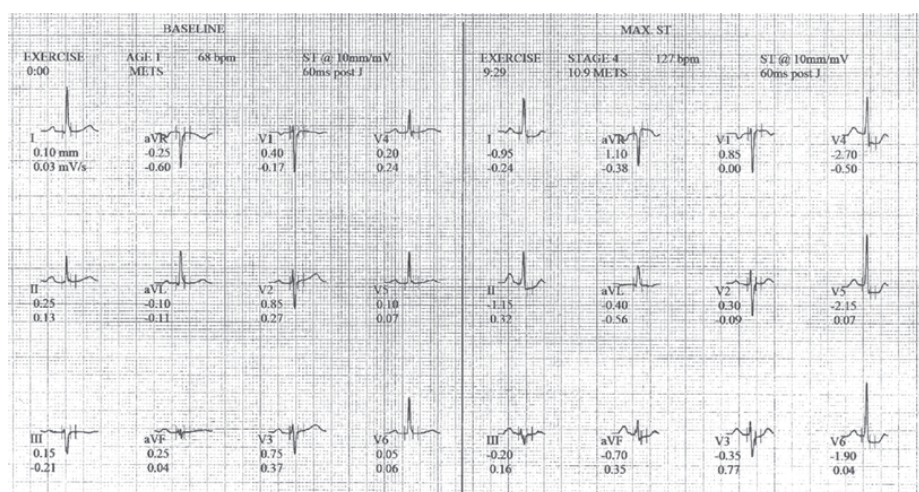 BASELINE
EXERCISE AGE 1 68 bpm ST @ 10mm/mV
0:00 METS 60ms post J
I aVR V1 V4
0.10 mm -0.25 0.40 0.20
0.03 mV/s -0.60 -0.17 0.24
II aVL V2 V5
0.25 -0.10 0.85 0.10
0.13 -0.11 0.27 0.07
III aVF V3 V6
0.15 0.25 0.75 0.05
-0.21 0.04 0.37 0.06
MAX. ST
EXERCISE STAGE 4 127 bpm ST @ 10mm/mV
9:29 10.9 METS 60ms post J
I aVR V1 V4
-0.95 1.10 0.85 -2.70
-0.24 -0.38 0.00 -0.50
II aVL V2 V5
-1.15 -0.40 0.30 -2.15
0.32 -0.56 -0.09 0.07
III aVF V3 V6
-0.20 -0.70 -0.35 -1.90
0.16 0.35 0.77 0.04